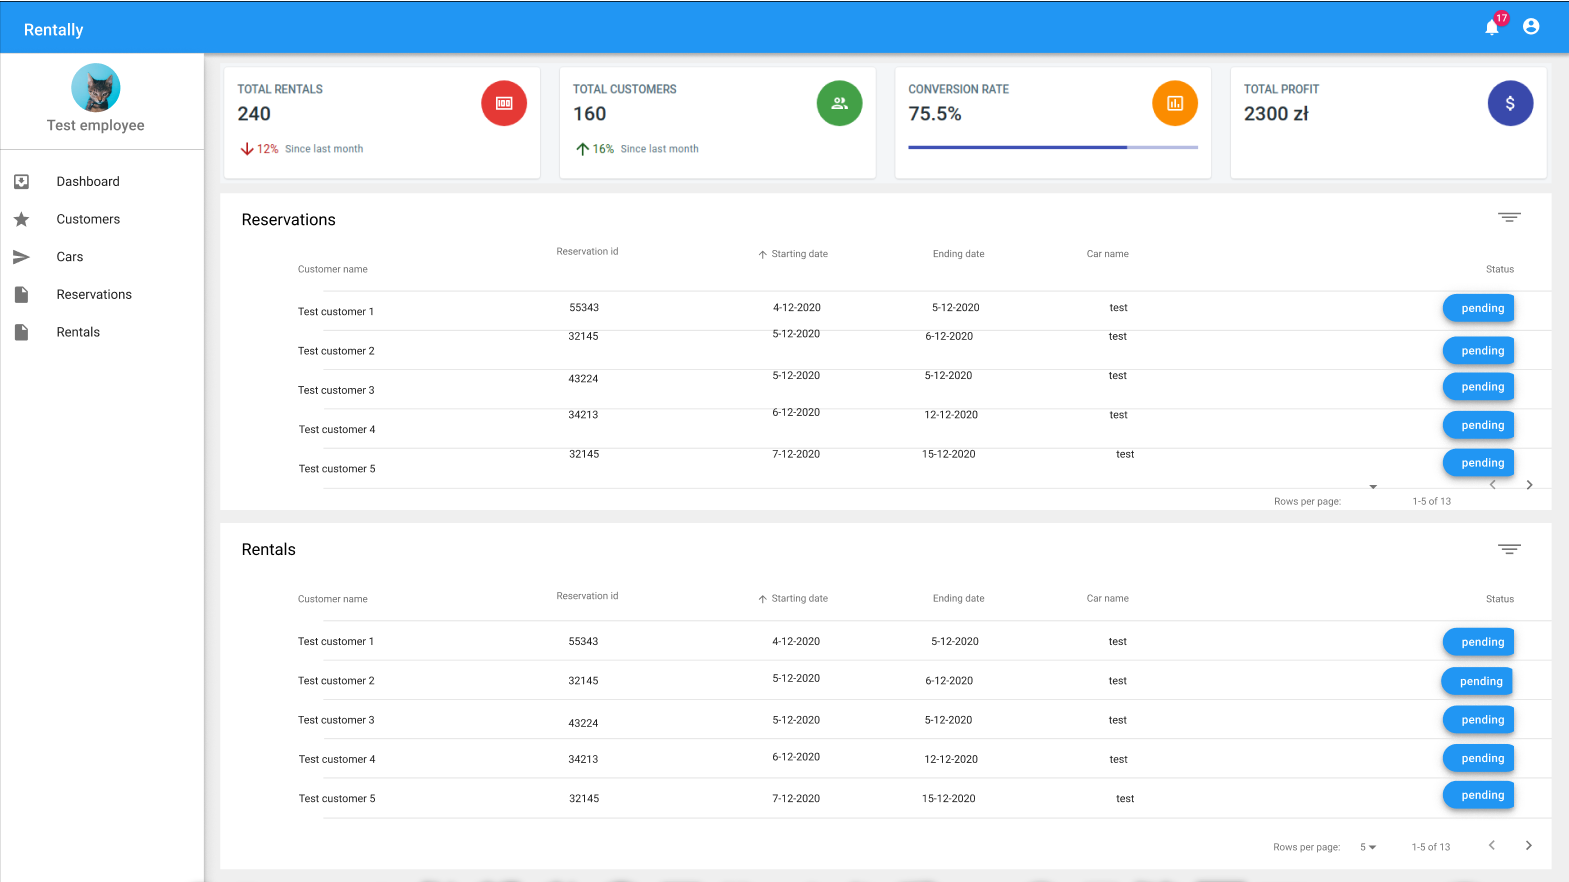 Rentally
17
Test employee
Dashboard
Customers
Cars
Reservations
Rentals
TOTAL RENTALS
240
12% Since last month
TOTAL CUSTOMERS
160
16% Since last month
CONVERSION RATE
75.5%
TOTAL PROFIT
2300 zł
$
Reservations
Customer name Reservation id Starting date Ending date Car name Status
Test customer 1 55343 4-12-2020 5-12-2020 test pending
Test customer 2 32145 5-12-2020 6-12-2020 test pending
Test customer 3 43224 5-12-2020 5-12-2020 test pending
Test customer 4 34213 6-12-2020 12-12-2020 test pending
Test customer 5 32145 7-12-2020 15-12-2020 test pending
Rows per page: 1-5 of 13
Rentals
Customer name Reservation id Starting date Ending date Car name Status
Test customer 1 55343 4-12-2020 5-12-2020 test pending
Test customer 2 32145 5-12-2020 6-12-2020 test pending
Test customer 3 43224 5-12-2020 5-12-2020 test pending
Test customer 4 34213 6-12-2020 12-12-2020 test pending
Test customer 5 32145 7-12-2020 15-12-2020 test pending
Rows per page: 5 1-5 of 13